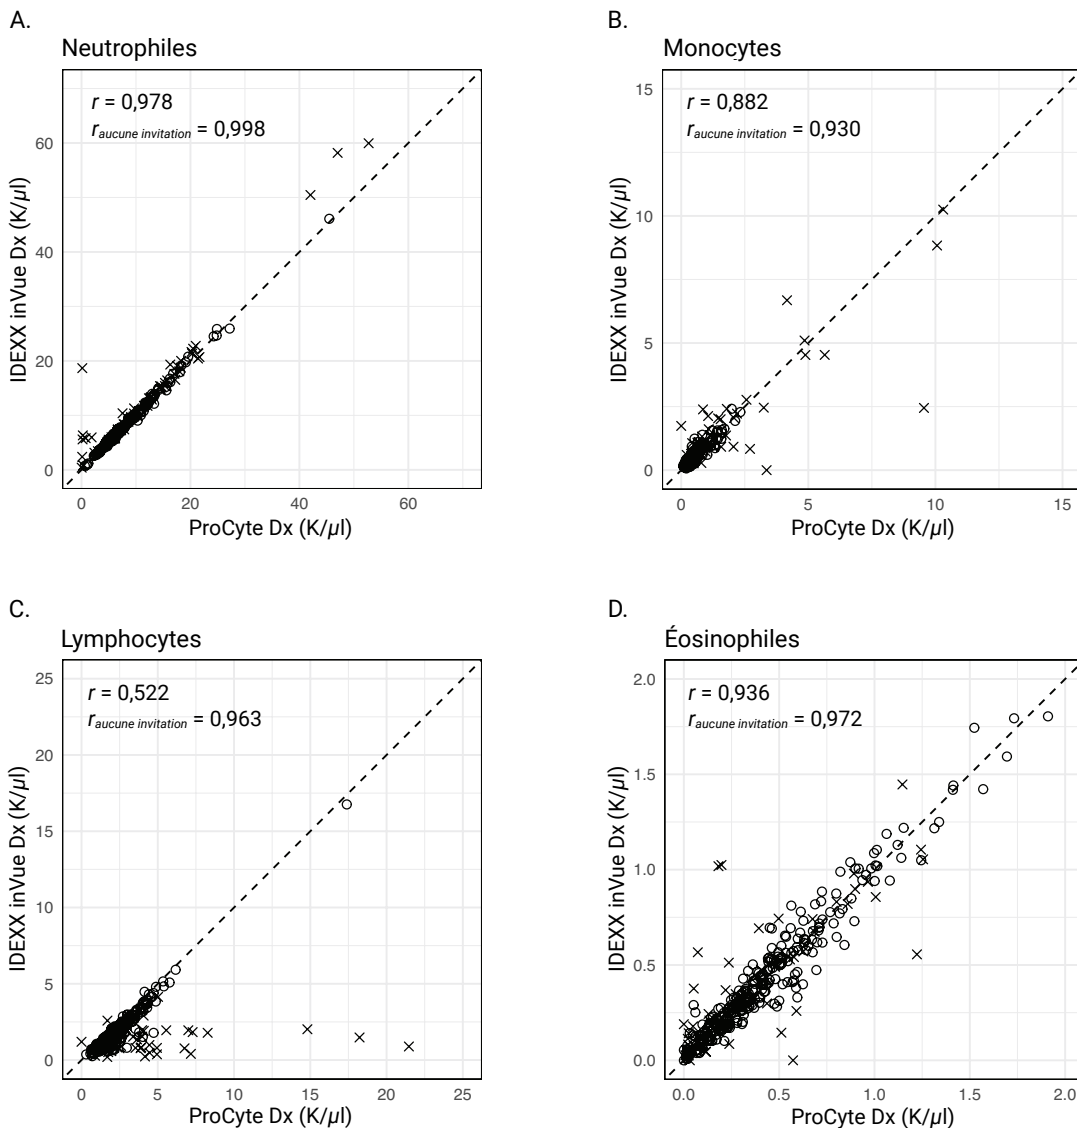 A.
Neutrophiles
r = 0,978
r aucune invitation = 0,998
60
40
20
0
0 20 40 60
IDEXX inVue Dx (K/µl)
ProCyte Dx (K/µl)
B.
Monocytes
r = 0,882
r aucune invitation = 0,930
15
10
5
0
0 5 10 15
IDEXX inVue Dx (K/µl)
ProCyte Dx (K/µl)
C.
Lymphocytes
r = 0,522
r aucune invitation = 0,963
25
20
15
10
5
0
0 5 10 15 20 25
IDEXX inVue Dx (K/µl)
ProCyte Dx (K/µl)
D.
Éosinophiles
r = 0,936
r aucune invitation = 0,972
2.0
1.5
1.0
0.5
0.0
0.0 0.5 1.0 1.5 2.0
IDEXX inVue Dx (K/µl)
ProCyte Dx (K/µl)